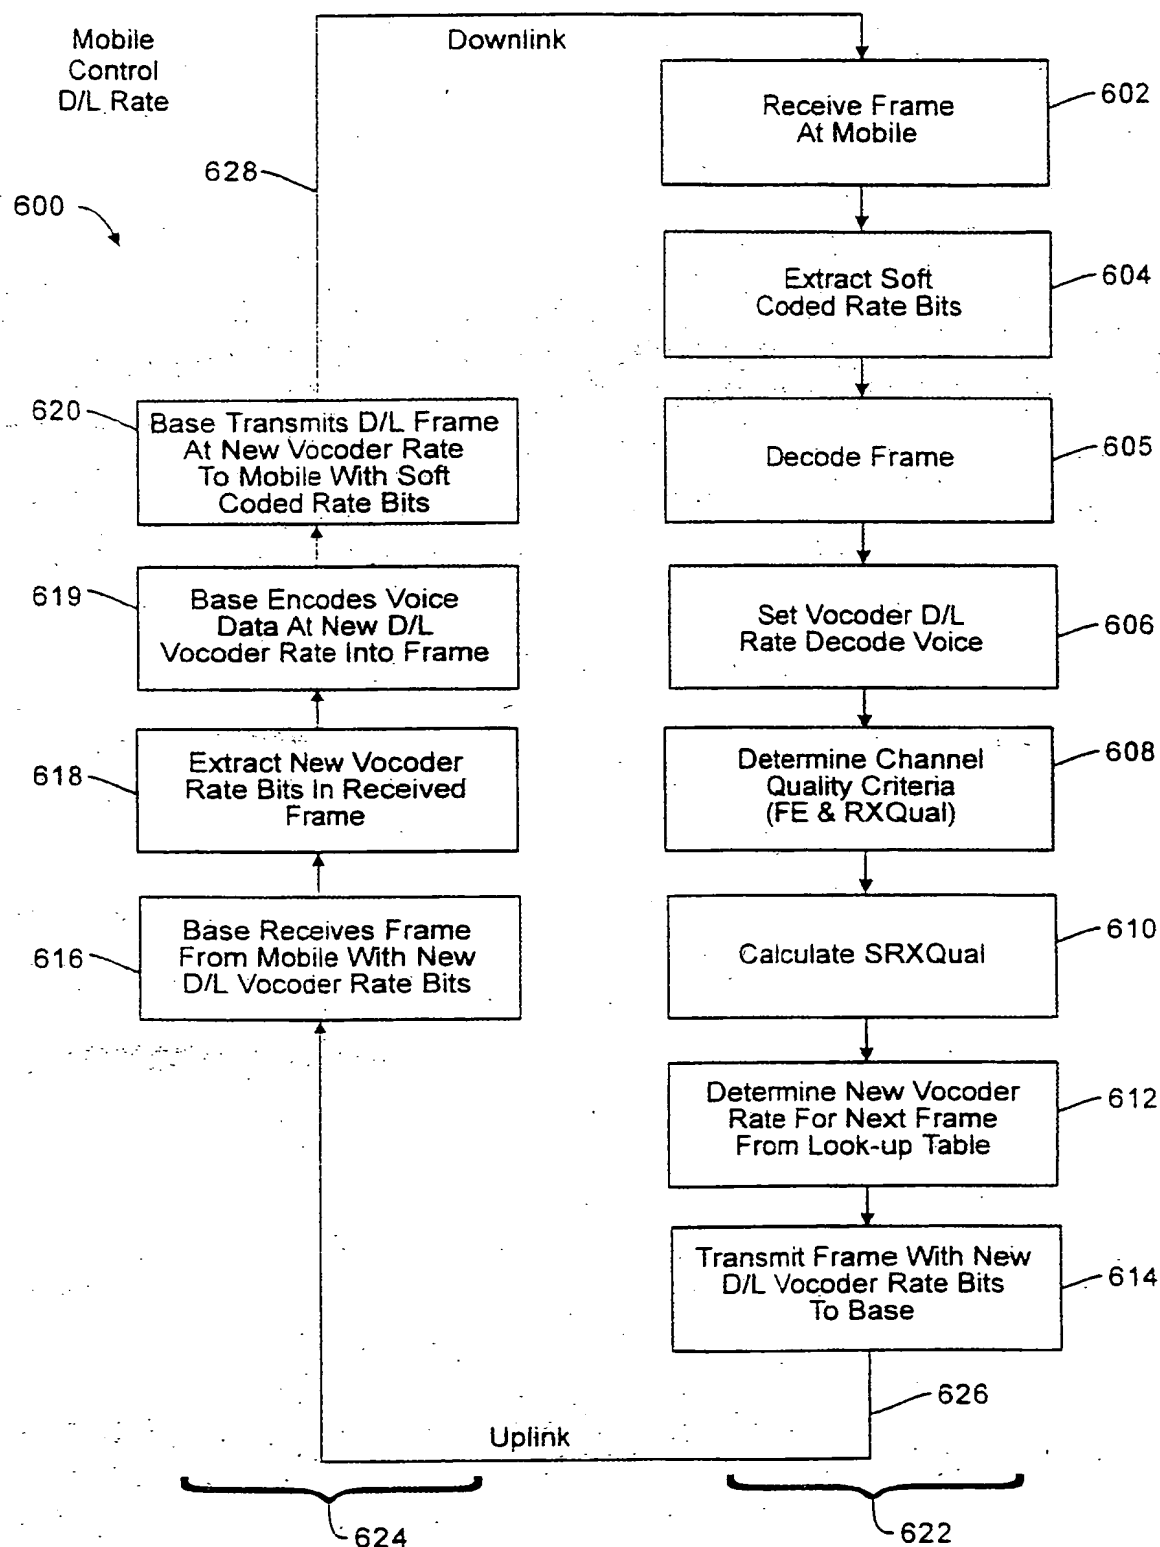 Mobile
Control
D/L Rate
Downlink
628
600
Receive Frame
At Mobile
602
Extract Soft
Coded Rate Bits
604
Decode Frame
605
Set Vocoder D/L
Rate Decode Voice
606
Determine Channel
Quality Criteria
(FE & RXQual)
608
Calculate SRXQual
610
Determine New Vocoder
Rate For Next Frame
From Look-up Table
612
Transmit Frame With New
D/L Vocoder Rate Bits
To Base
614
626
Uplink
616
Base Receives Frame
From Mobile With New
D/L Vocoder Rate Bits
618
Extract New Vocoder
Rate Bits In Received
Frame
619
Base Encodes Voice
Data At New D/L
Vocoder Rate Into Frame
620
Base Transmits D/L Frame
At New Vocoder Rate
To Mobile With Soft
Coded Rate Bits
624
622